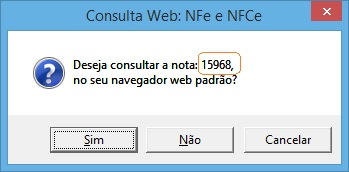 Consulta Web: NFe e NFCe
Deseja consultar a nota: 15968,
no seu navegador web padrão?
Sim
Não
Cancelar